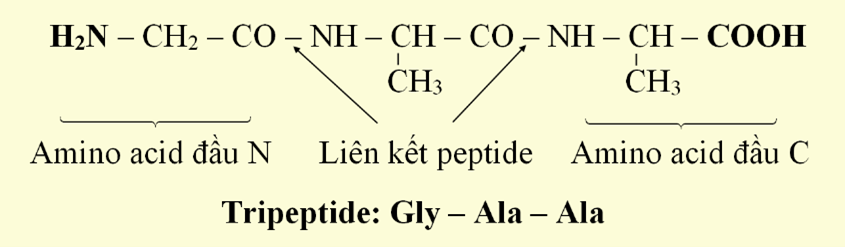 H₂N – CH₂ – CO – NH – CH – CO – NH – CH – COOH
CH₃ CH₃
Amino acid đầu N Liên kết peptide Amino acid đầu C
Tripeptide: Gly – Ala – Ala